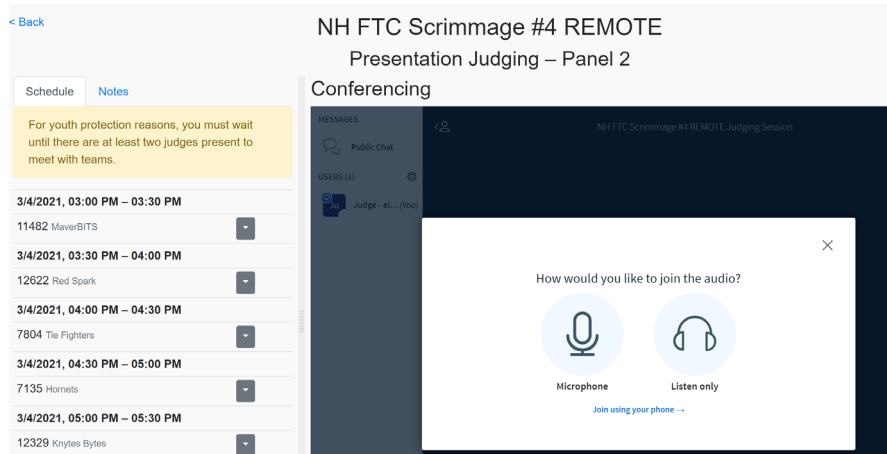 < Back
NH FTC Scrimmage #4 REMOTE
Presentation Judging – Panel 2
Schedule
Notes
For youth protection reasons, you must wait
until there are at least two judges present to
meet with teams.
3/4/2021, 03:00 PM – 03:30 PM
11482 MaverBITS
3/4/2021, 03:30 PM – 04:00 PM
12622 Red Spark
3/4/2021, 04:00 PM – 04:30 PM
7804 Tie Fighters
3/4/2021, 04:30 PM – 05:00 PM
7135 Hornets
3/4/2021, 05:00 PM – 05:30 PM
12329 Knytes Bytes
Conferencing
MESSAGES
Public Chat
USERS (1)
Ju
Judge - el... (You)
NH FTC Scrimmage #4 REMOTE Judging Session
How would you like to join the audio?
Microphone
Listen only
Join using your phone →